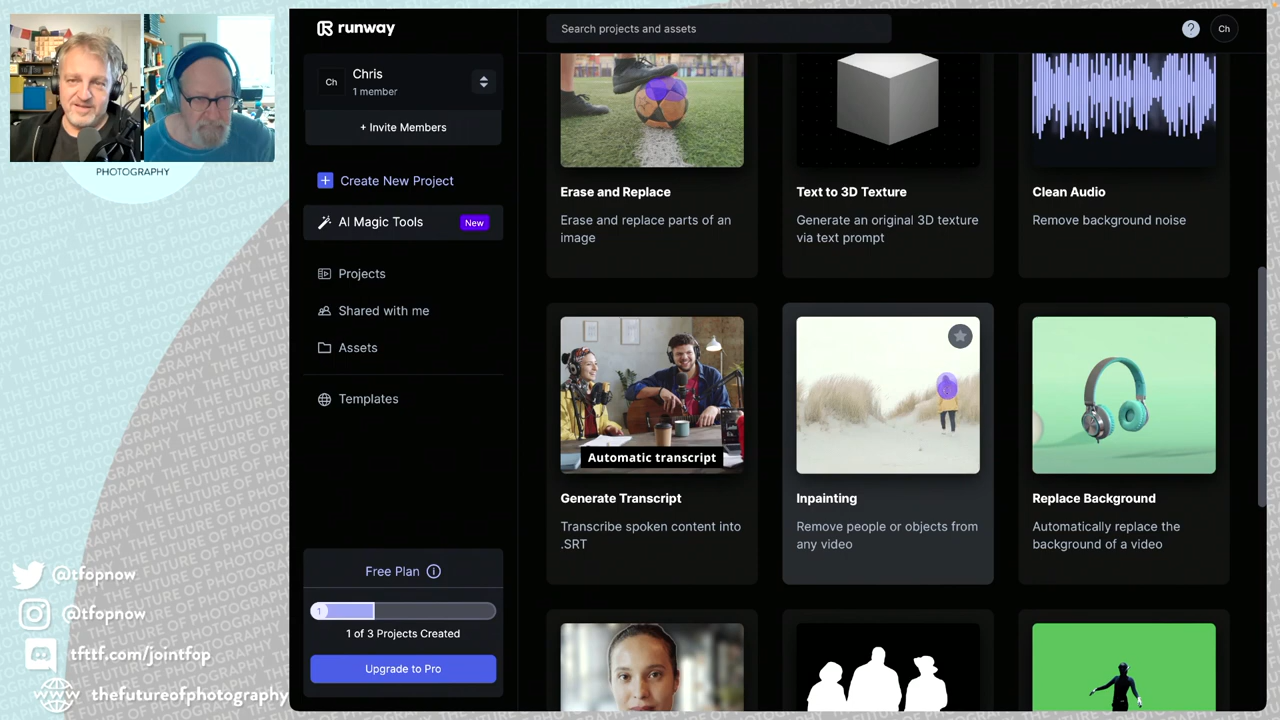 PHOTOGRAPHY
runway
Search projects and assets
?
Ch
Ch
Chris
1 member
+ Invite Members
+ Create New Project
AI Magic Tools
New
Projects
Shared with me
Assets
Templates
Free Plan
1
1 of 3 Projects Created
Upgrade to Pro
Erase and Replace
Erase and replace parts of an
image
Text to 3D Texture
Generate an original 3D texture
via text prompt
Clean Audio
Remove background noise
Automatic transcript
Generate Transcript
Transcribe spoken content into
.SRT
Inpainting
Remove people or objects from
any video
Replace Background
Automatically replace the
background of a video
@tfopnow
@tfopnow
tfttf.com/jointfop
www thefutureofphotography
THE FUTURE OF PHOTOGRAPHY